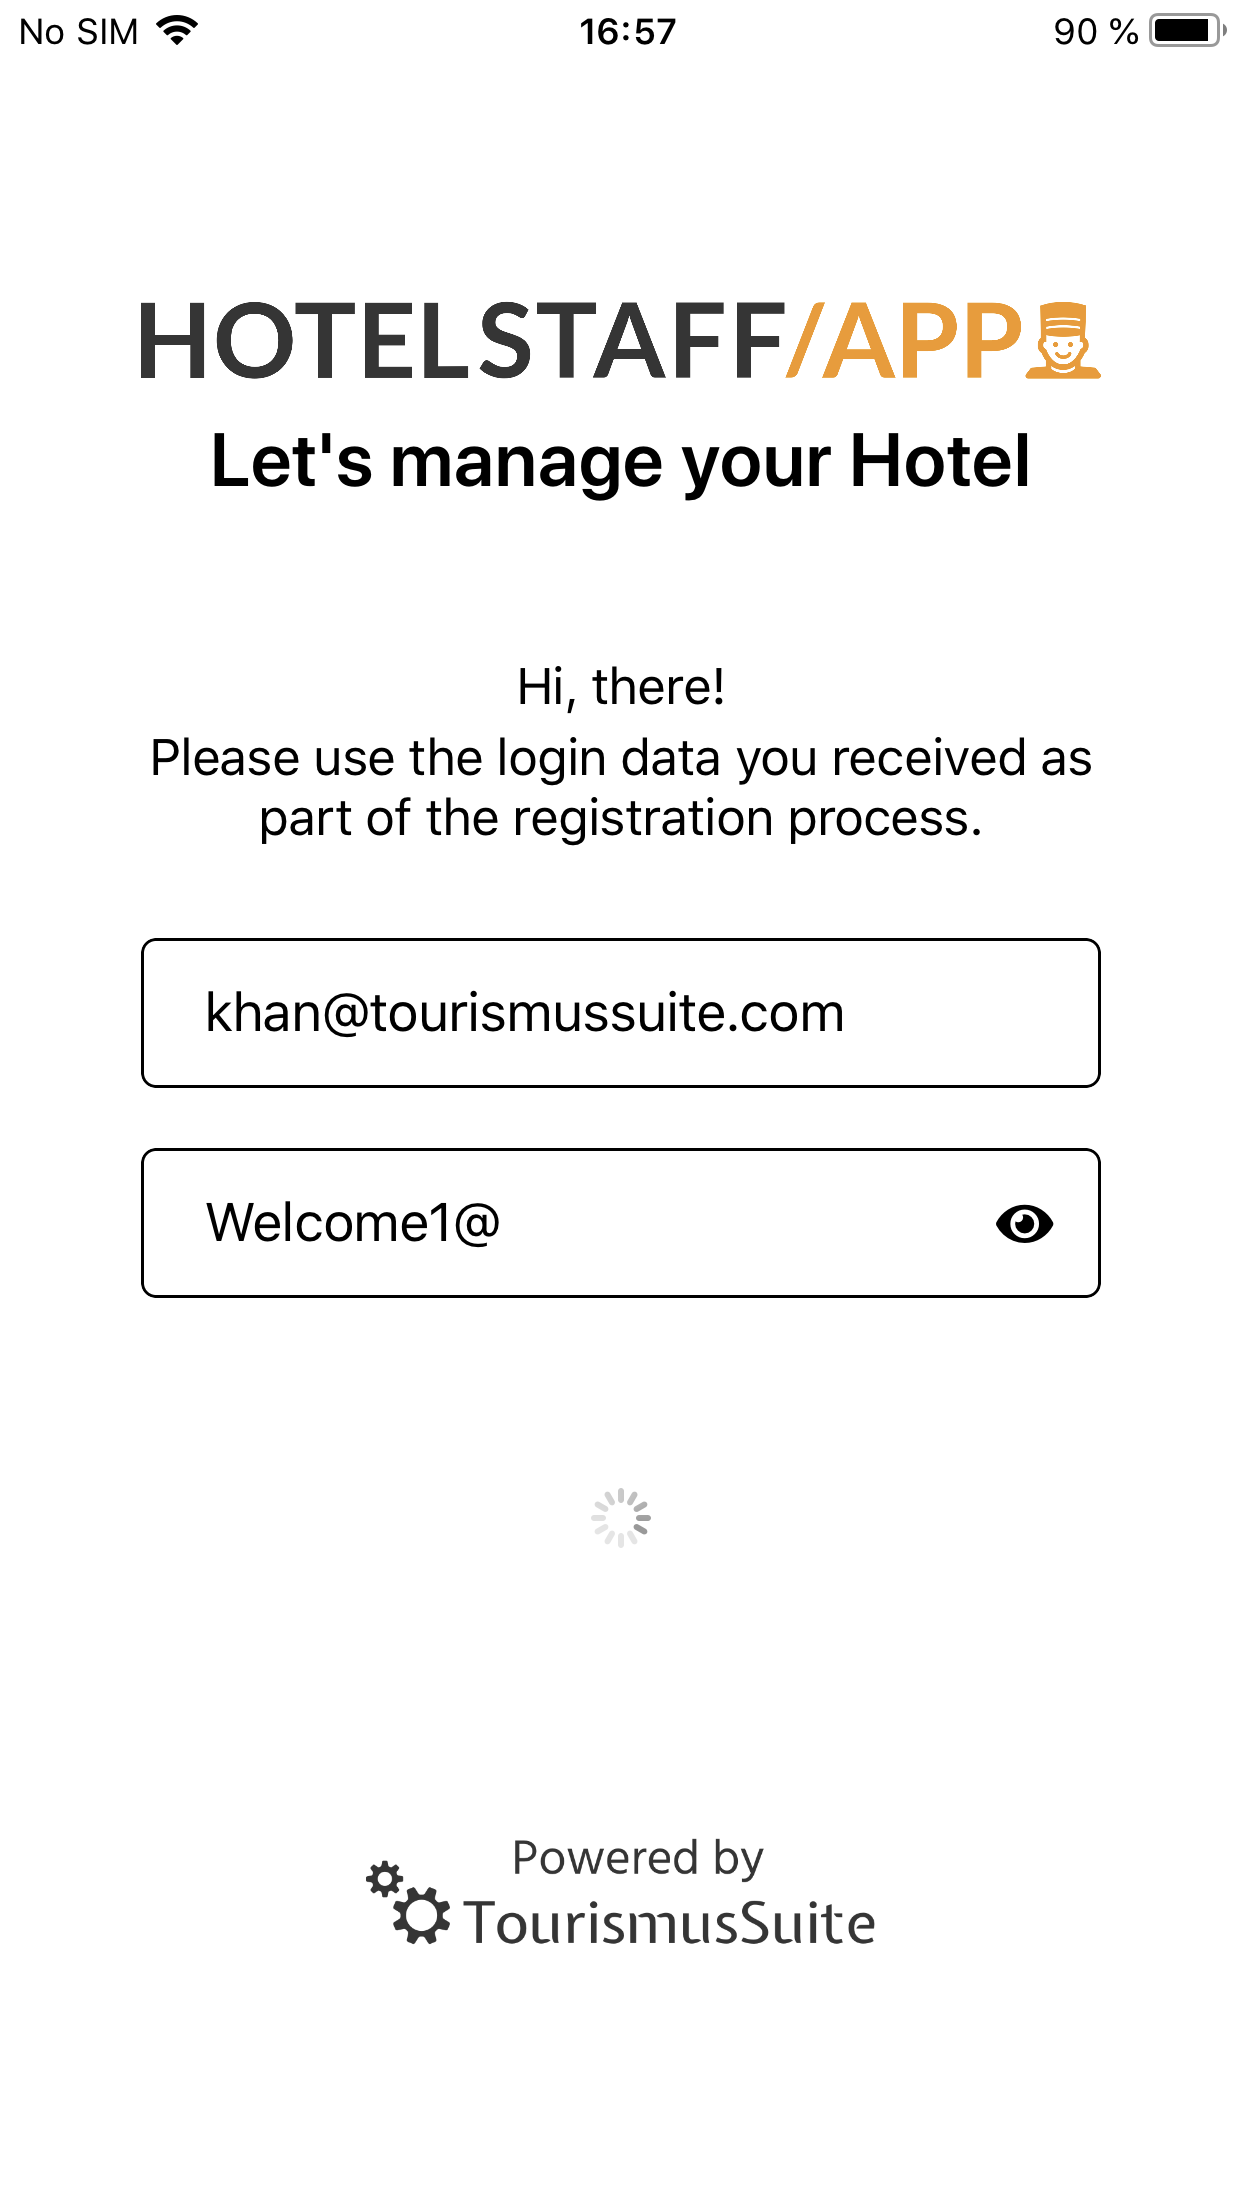 No SIM 16:57 90 %
HOTELSTAFF/APP
Let's manage your Hotel
Hi, there!
Please use the login data you received as
part of the registration process.
khan@tourismussuite.com
Welcome1@
Powered by
TourismusSuite